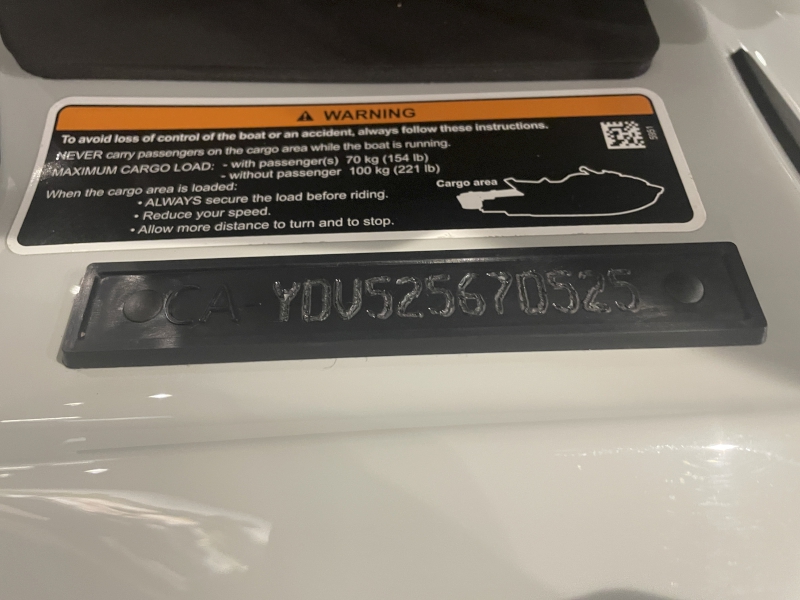 WARNING
To avoid loss of control of the boat or an accident, always follow these instructions.
NEVER carry passengers on the cargo area while the boat is running.
MAXIMUM CARGO LOAD: - with passenger(s) 70 kg (154 lb)
- without passenger 100 kg (221 lb)
When the cargo area is loaded:
• ALWAYS secure the load before riding.
• Reduce your speed.
• Allow more distance to turn and to stop.
Cargo area
5951
CA-YDV52567D525